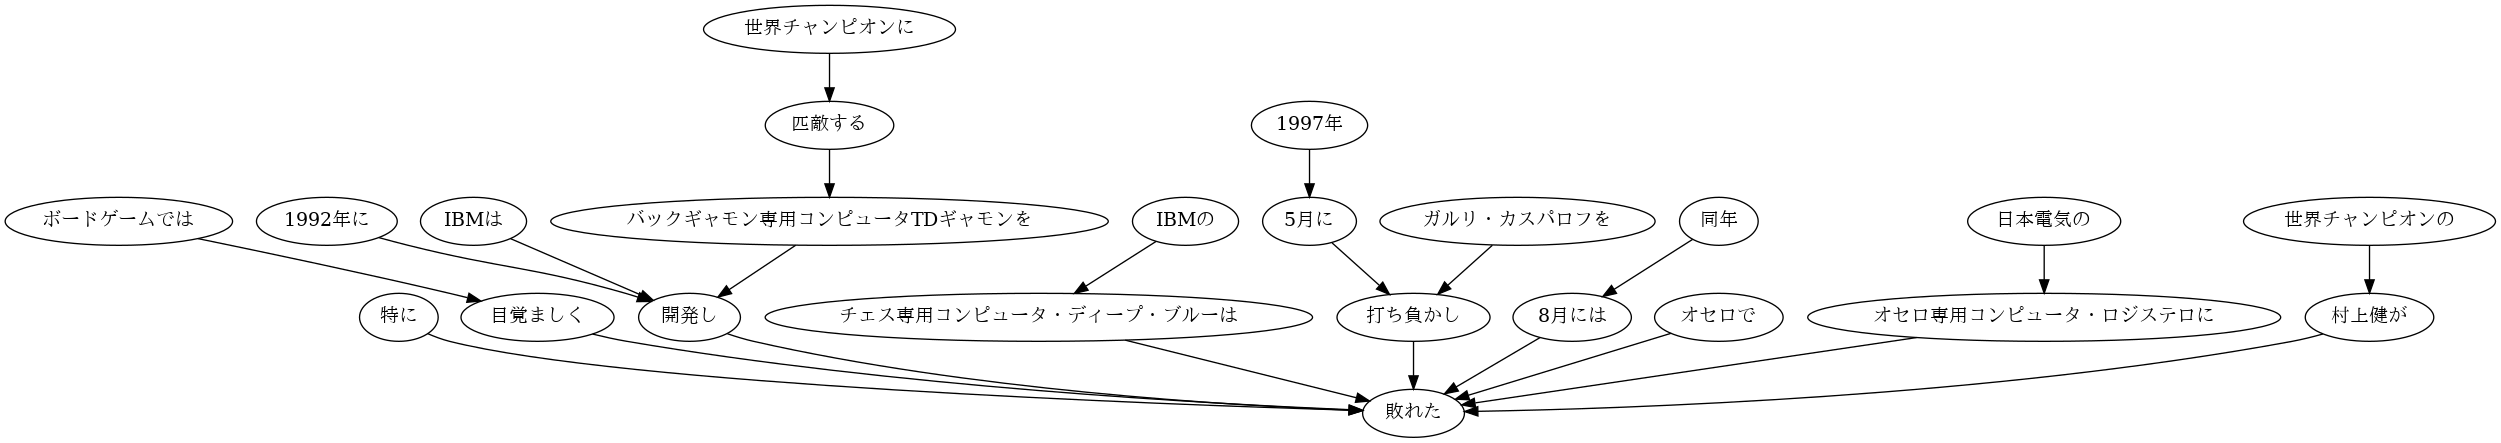 世界チャンピオンに
匹敵する
1997年
ボードゲームでは
1992年に
IBMは
バックギャモン専用コンピュータTDギャモンを
IBMの
5月に
ガルリ・カスパロフを
同年
日本電気の
世界チャンピオンの
特に
目覚ましく
開発し
チェス専用コンピュータ・ディープ・ブルーは
打ち負かし
8月には
オセロで
オセロ専用コンピュータ・ロジステロに
村上健が
敗れた